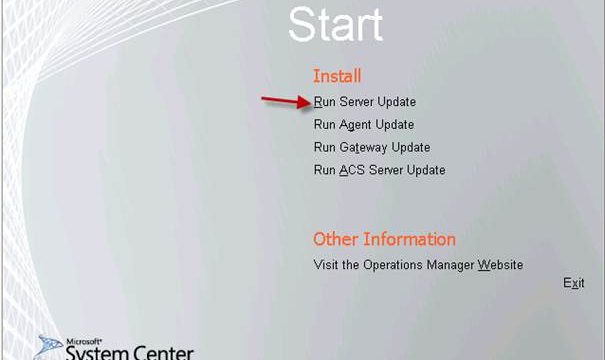 Start
Install
Run Server Update
Run Agent Update
Run Gateway Update
Run ACS Server Update
Other Information
Visit the Operations Manager Website
Exit
Microsoft
System Center